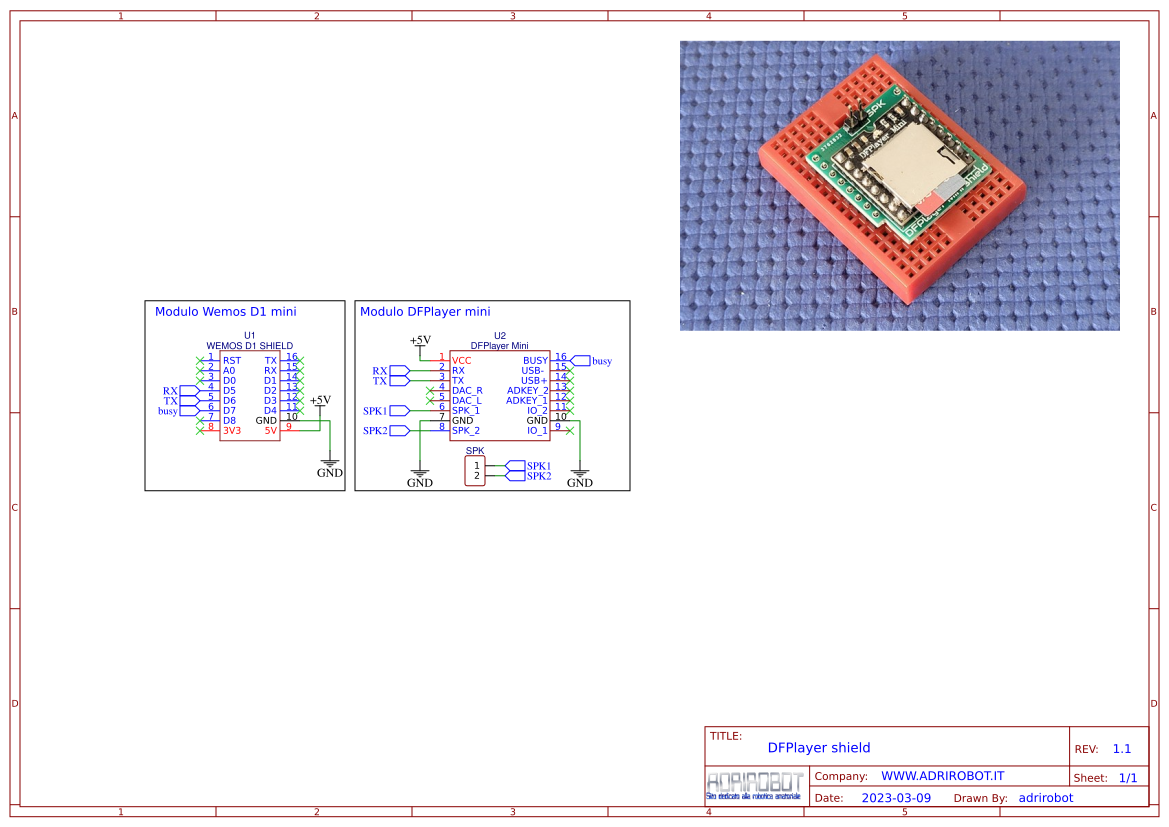 1 2 3 4 5
A A
B B
C C
D D
3762832
SPK
DFPlayer Mini
DFPlayer shield
Modulo Wemos D1 mini
U1
WEMOS D1 SHIELD
1 RST TX 16
2 A0 RX 15
3 D0 D1 14
RX 4 D5 D2 13
TX 5 D6 D3 12
busy 6 D7 D4 11
+5V
7 D8 GND 10
8 3V3 5V 9
GND
Modulo DFPlayer mini
U2
DFPlayer Mini
+5V
1 VCC BUSY 16 busy
RX 2 RX USB- 15
TX 3 TX USB+ 14
4 DAC_R ADKEY_2 13
5 DAC_L ADKEY_1 12
SPK1 6 SPK_1 IO_2 11
7 GND GND 10
SPK2 8 SPK_2 IO_1 9
SPK
1 SPK1
2 SPK2
GND GND
TITLE:
DFPlayer shield
REV: 1.1
ADRIROBOT
Sito dedicato alla robotica amatoriale
Company: WWW.ADRIROBOT.IT
Sheet: 1/1
Date: 2023-03-09 Drawn By: adrirobot
1 2 3 4 5